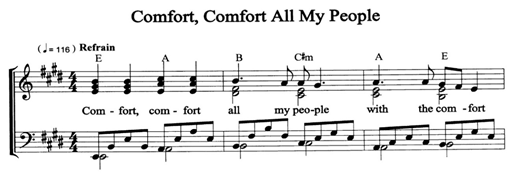 Comfort, Comfort All My People
(♩= 116) Refrain
E A B C#m A E
Com - fort, com - fort all my peo-ple with the com - fort